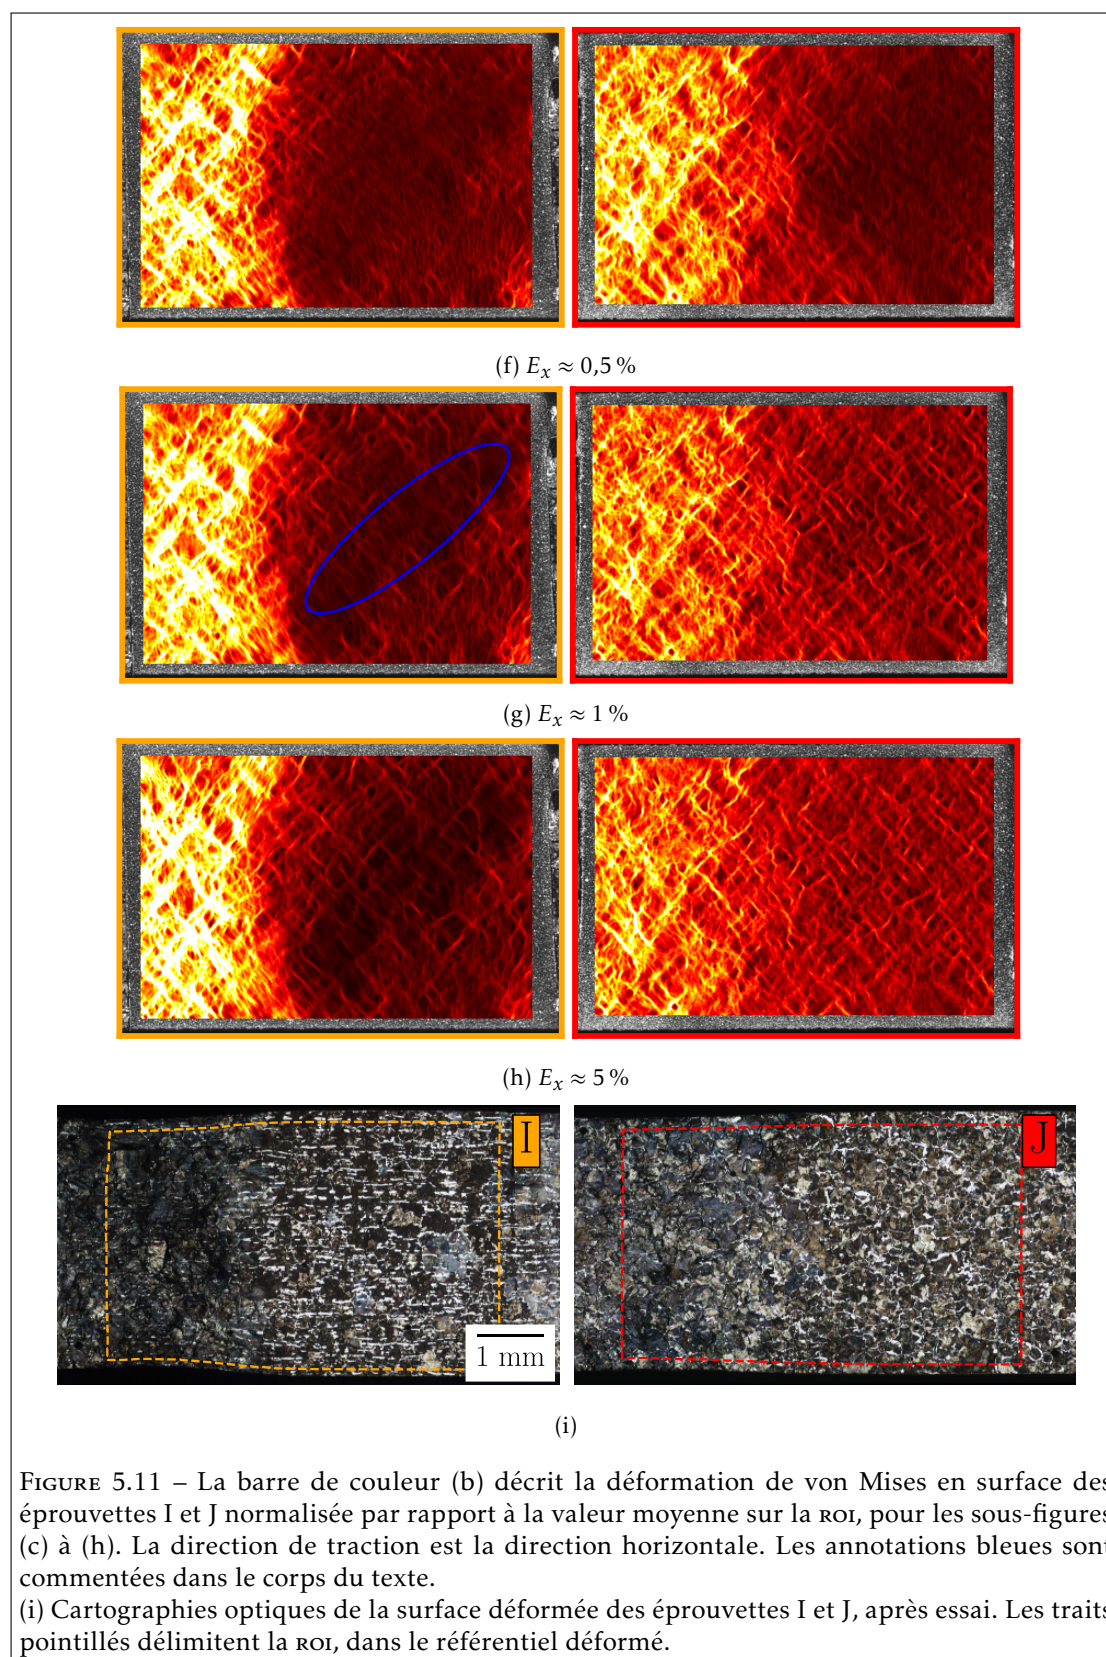 (f) Eₓ ≈ 0,5 %
(g) Eₓ ≈ 1 %
(h) Eₓ ≈ 5 %
I
J
1 mm
(i)
FIGURE 5.11 – La barre de couleur (b) décrit la déformation de von Mises en surface des
éprouvettes I et J normalisée par rapport à la valeur moyenne sur la ROI, pour les sous-figures
(c) à (h). La direction de traction est la direction horizontale. Les annotations bleues sont
commentées dans le corps du texte.
(i) Cartographies optiques de la surface déformée des éprouvettes I et J, après essai. Les traits
pointillés délimitent la ROI, dans le référentiel déformé.